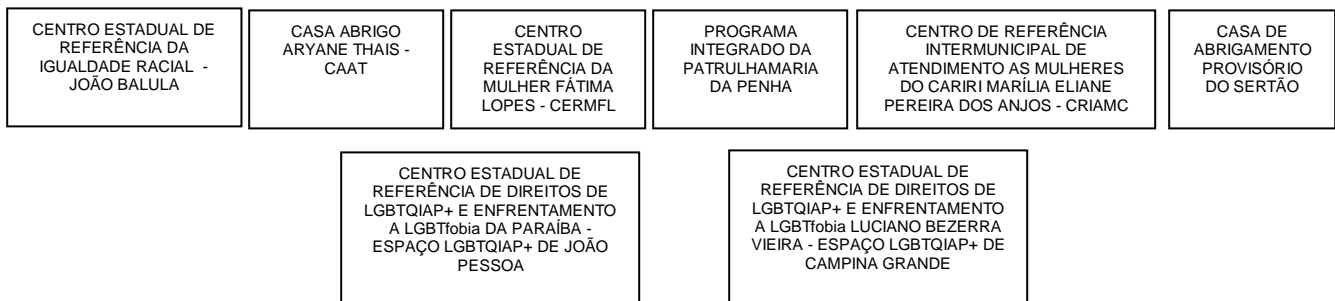 CENTRO ESTADUAL DE
REFERÊNCIA DA
IGUALDADE RACIAL -
JOÃO BALULA
CASA ABRIGO
ARYANE THAIS -
CAAT
CENTRO
ESTADUAL DE
REFERÊNCIA DA
MULHER FÁTIMA
LOPES - CERMFL
PROGRAMA
INTEGRADO DA
PATRULHAMARIA
DA PENHA
CENTRO DE REFERÊNCIA
INTERMUNICIPAL DE
ATENDIMENTO AS MULHERES
DO CARIRI MARÍLIA ELIANE
PEREIRA DOS ANJOS - CRIAMC
CASA DE
ABRIGAMENTO
PROVISÓRIO
DO SERTÃO
CENTRO ESTADUAL DE
REFERÊNCIA DE DIREITOS DE
LGBTQIAP+ E ENFRENTAMENTO
A LGBTfobia DA PARAÍBA -
ESPAÇO LGBTQIAP+ DE JOÃO
PESSOA
CENTRO ESTADUAL DE
REFERÊNCIA DE DIREITOS DE
LGBTQIAP+ E ENFRENTAMENTO
A LGBTfobia LUCIANO BEZERRA
VIEIRA - ESPAÇO LGBTQIAP+ DE
CAMPINA GRANDE